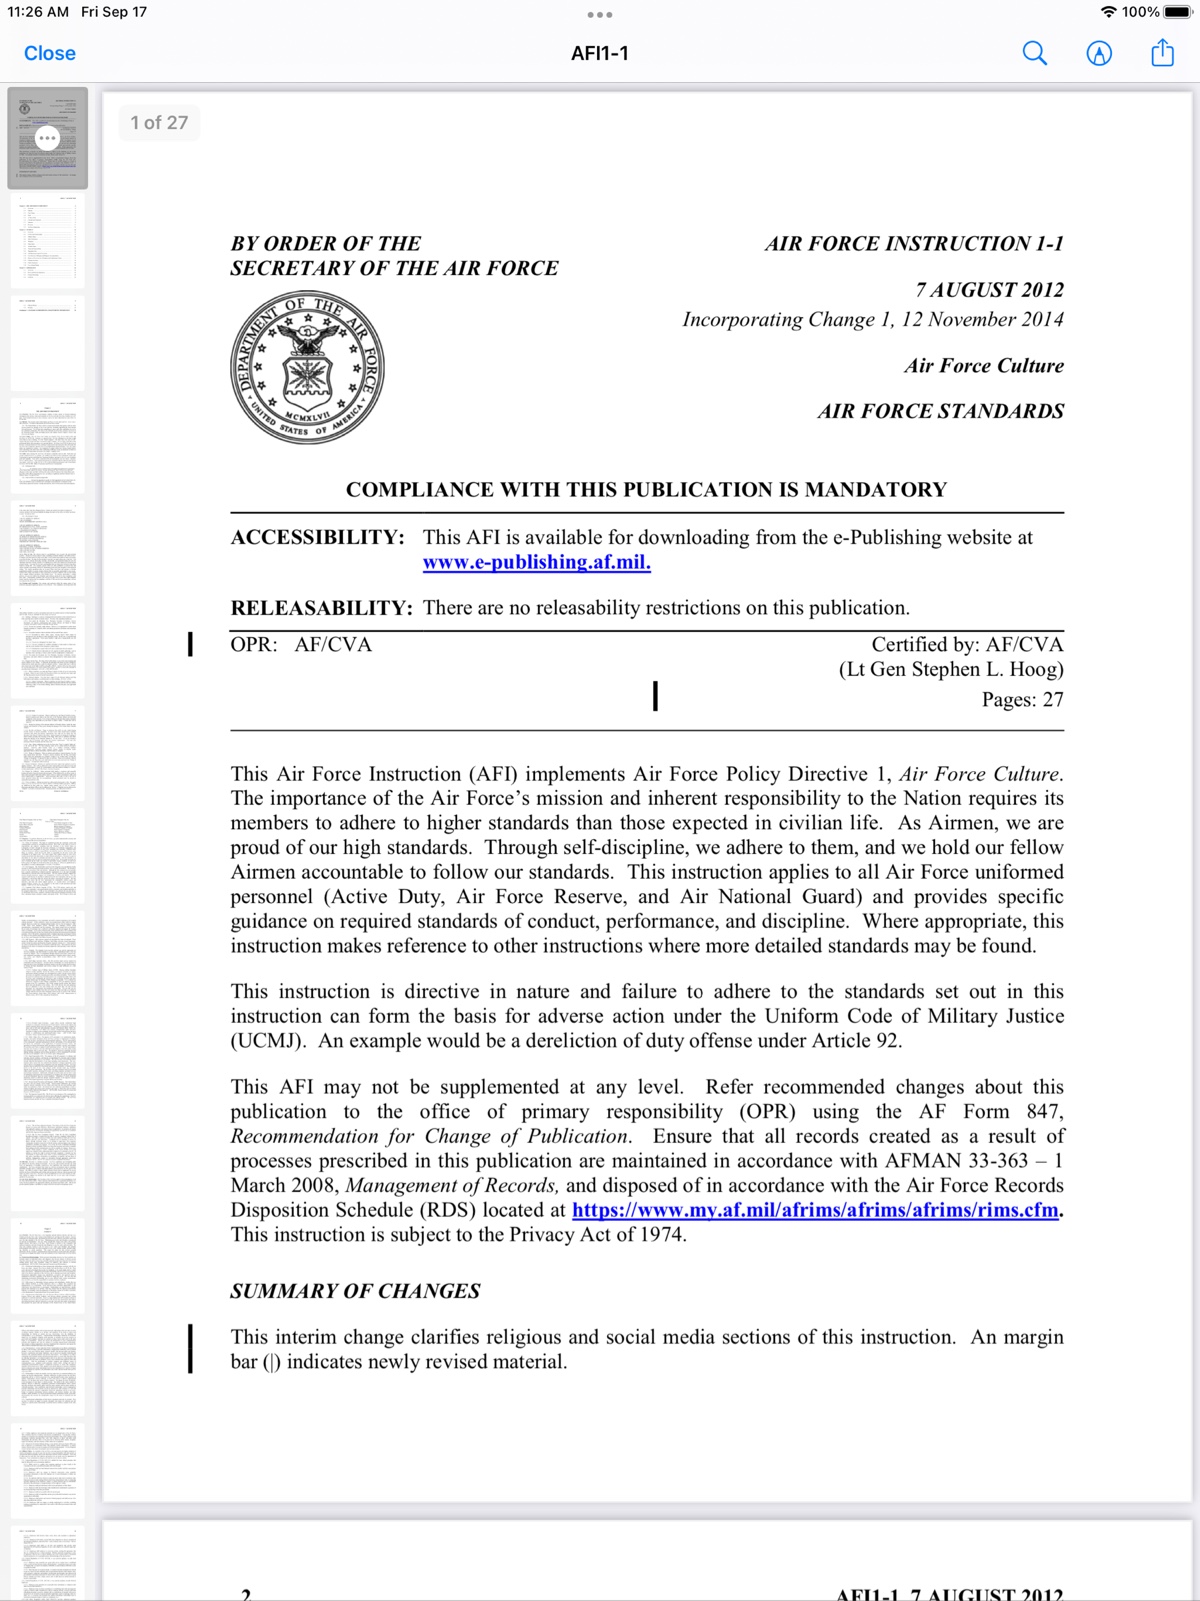 11:26 AM Fri Sep 17
100%
Close
AFI1-1
1 of 27
BY ORDER OF THE
SECRETARY OF THE AIR FORCE
DEPARTMENT OF THE AIR FORCE
MCMXLVII
UNITED STATES OF AMERICA
AIR FORCE INSTRUCTION 1-1
7 AUGUST 2012
Incorporating Change 1, 12 November 2014
Air Force Culture
AIR FORCE STANDARDS
COMPLIANCE WITH THIS PUBLICATION IS MANDATORY
ACCESSIBILITY: This AFI is available for downloading from the e-Publishing website at
www.e-publishing.af.mil.
RELEASABILITY: There are no releasability restrictions on this publication.
OPR: AF/CVA
Certified by: AF/CVA
(Lt Gen Stephen L. Hoog)
Pages: 27
This Air Force Instruction (AFI) implements Air Force Policy Directive 1, Air Force Culture.
The importance of the Air Force’s mission and inherent responsibility to the Nation requires its
members to adhere to higher standards than those expected in civilian life. As Airmen, we are
proud of our high standards. Through self-discipline, we adhere to them, and we hold our fellow
Airmen accountable to follow our standards. This instruction applies to all Air Force uniformed
personnel (Active Duty, Air Force Reserve, and Air National Guard) and provides specific
guidance on required standards of conduct, performance, and discipline. Where appropriate, this
instruction makes reference to other instructions where more detailed standards may be found.
This instruction is directive in nature and failure to adhere to the standards set out in this
instruction can form the basis for adverse action under the Uniform Code of Military Justice
(UCMJ). An example would be a dereliction of duty offense under Article 92.
This AFI may not be supplemented at any level. Refer recommended changes about this
publication to the office of primary responsibility (OPR) using the AF Form 847,
Recommendation for Change of Publication. Ensure that all records created as a result of
processes prescribed in this publication are maintained in accordance with AFMAN 33-363 – 1
March 2008, Management of Records, and disposed of in accordance with the Air Force Records
Disposition Schedule (RDS) located at https://www.my.af.mil/afrims/afrims/afrims/rims.cfm.
This instruction is subject to the Privacy Act of 1974.
SUMMARY OF CHANGES
This interim change clarifies religious and social media sections of this instruction. An margin
bar (|) indicates newly revised material.
2
AFI1-1 7 AUGUST 2012